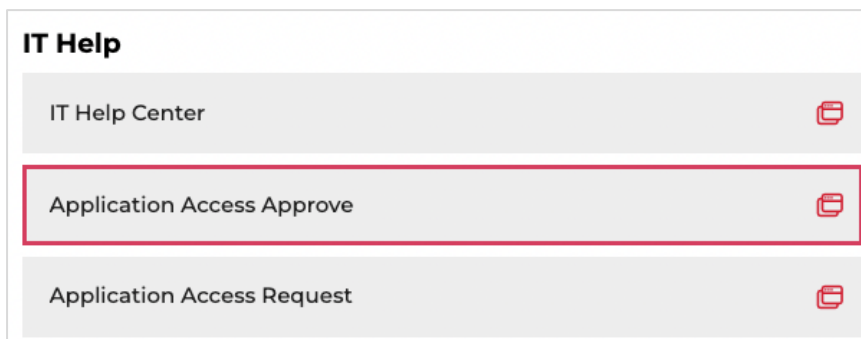 IT Help
IT Help Center
Application Access Approve
Application Access Request